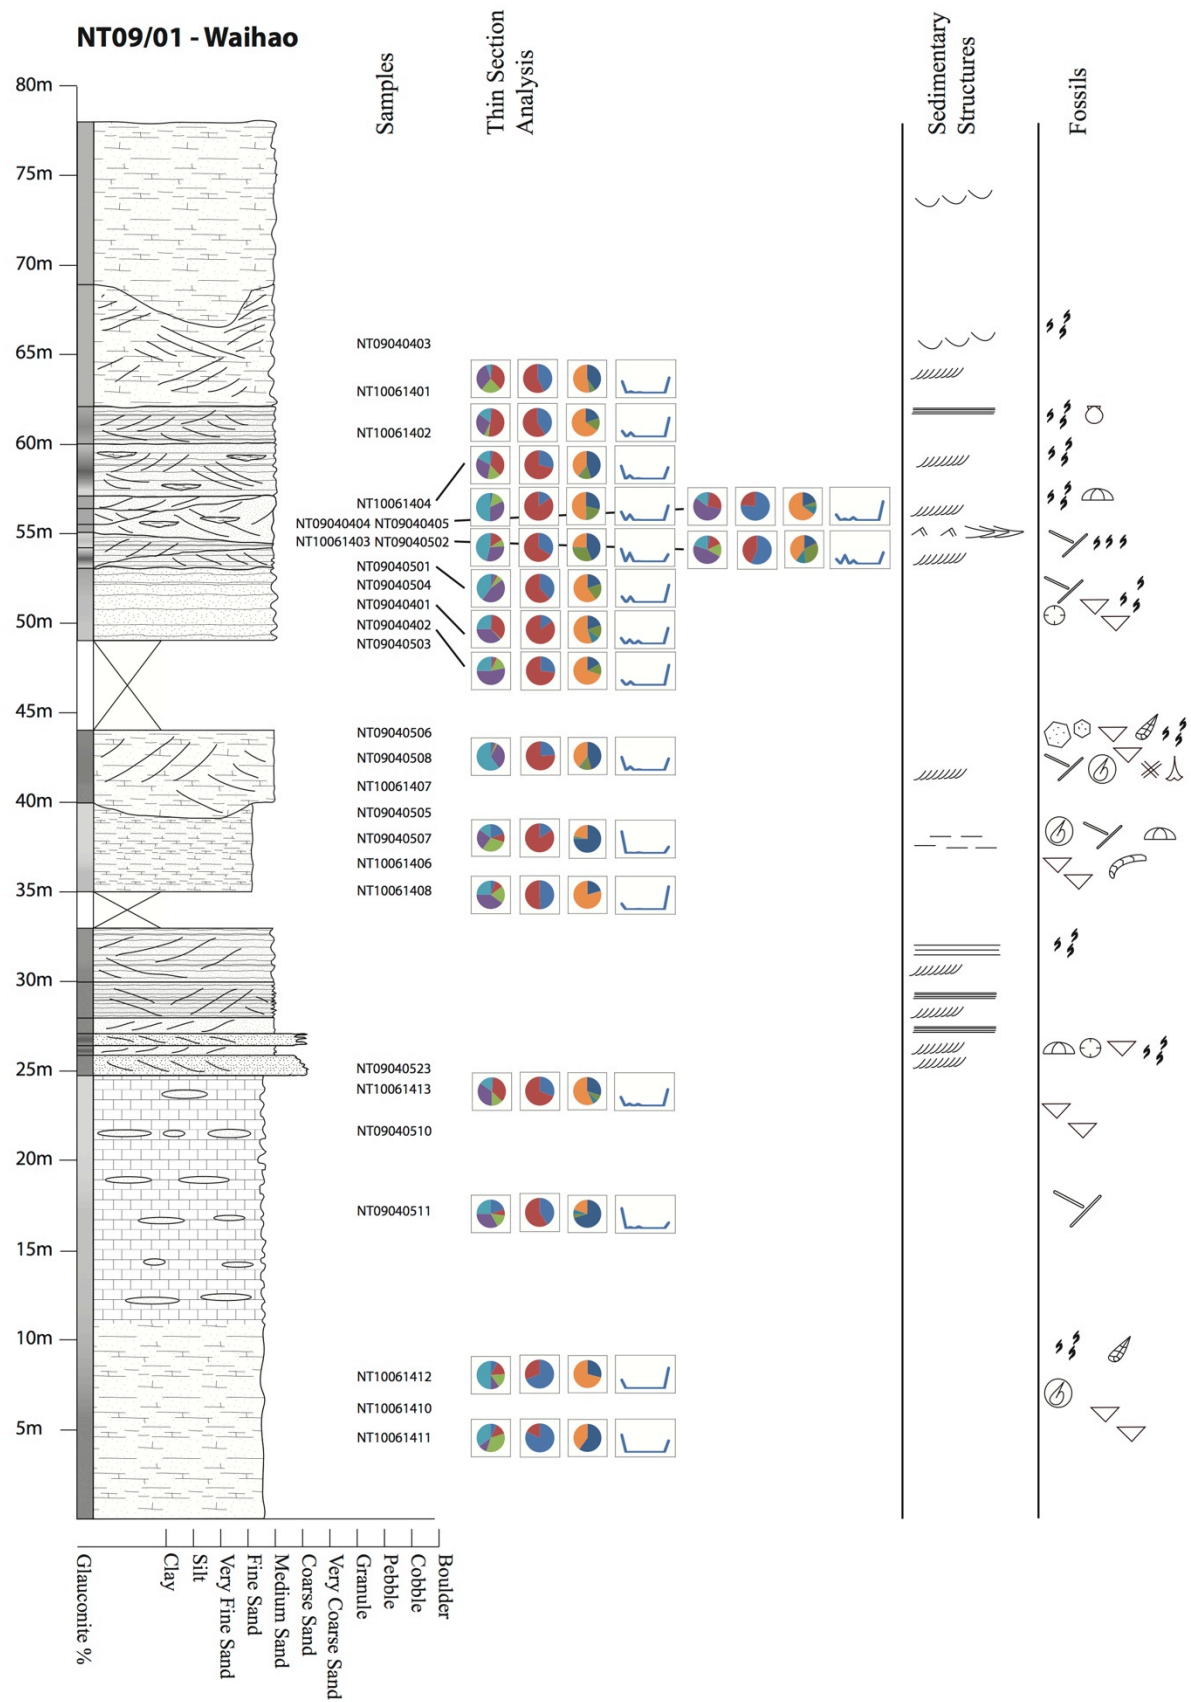 NT09/01 - Waihao
Samples
Thin Section
Analysis
Sedimentary
Structures
Fossils
80m
75m
70m
65m
60m
55m
50m
45m
40m
35m
30m
25m
20m
15m
10m
5m
NT09040403
NT10061401
NT10061402
NT10061404
NT09040404 NT09040405
NT10061403 NT09040502
NT09040501
NT09040504
NT09040401
NT09040402
NT09040503
NT09040506
NT09040508
NT10061407
NT09040505
NT09040507
NT10061406
NT10061408
NT09040523
NT10061413
NT09040510
NT09040511
NT10061412
NT10061410
NT10061411
Glauconite %
Clay
Silt
Very Fine Sand
Fine Sand
Medium Sand
Coarse Sand
Very Coarse Sand
Granule
Pebble
Cobble
Boulder